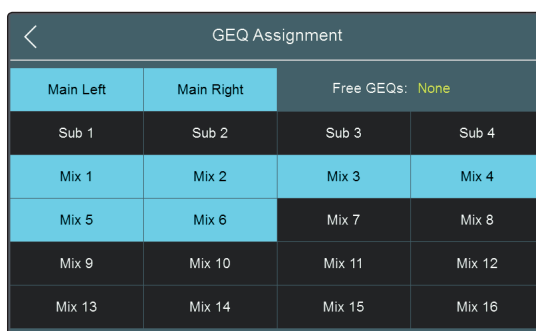 GEQ Assignment
Main Left Main Right Free GEQs: None
Sub 1 Sub 2 Sub 3 Sub 4
Mix 1 Mix 2 Mix 3 Mix 4
Mix 5 Mix 6 Mix 7 Mix 8
Mix 9 Mix 10 Mix 11 Mix 12
Mix 13 Mix 14 Mix 15 Mix 16